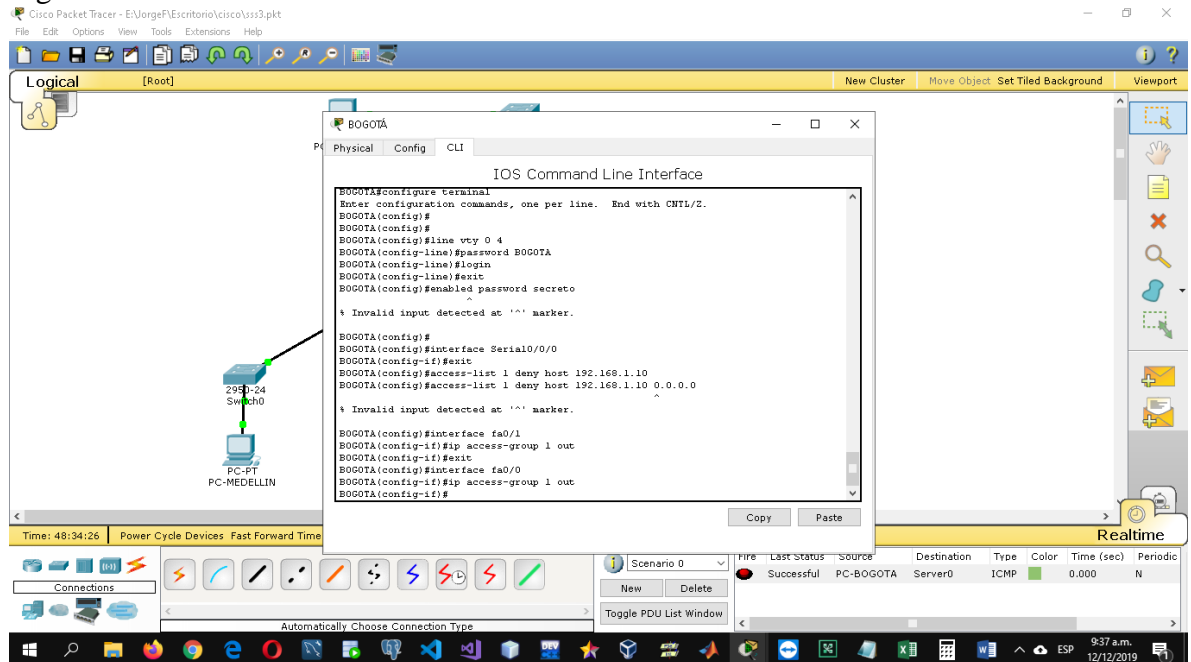 Cisco Packet Tracer - E:\JorgeF\Escritorio\cisco\sss3.pkt
File Edit Options View Tools Extensions Help
Logical [Root] New Cluster Move Object Set Tiled Background Viewport
BOGOTÁ
Physical Config CLI
IOS Command Line Interface
BOGOTA#configure terminal
Enter configuration commands, one per line. End with CNTL/Z.
BOGOTA(config)#
BOGOTA(config)#
BOGOTA(config)#line vty 0 4
BOGOTA(config-line)#password BOGOTA
BOGOTA(config-line)#login
BOGOTA(config-line)#exit
BOGOTA(config)#enabled password secreto
^
% Invalid input detected at '^' marker.
BOGOTA(config)#
BOGOTA(config)#interface Serial0/0/0
BOGOTA(config-if)#exit
BOGOTA(config)#access-list 1 deny host 192.168.1.10
BOGOTA(config)#access-list 1 deny host 192.168.1.10 0.0.0.0
^
% Invalid input detected at '^' marker.
BOGOTA(config)#interface fa0/1
BOGOTA(config-if)#ip access-group 1 out
BOGOTA(config-if)#exit
BOGOTA(config)#interface fa0/0
BOGOTA(config-if)#ip access-group 1 out
BOGOTA(config-if)#
Copy Paste
2950-24
Switch0
PC-PT
PC-MEDELLIN
Time: 48:34:26 Power Cycle Devices Fast Forward Time Realtime
Connections
Automatically Choose Connection Type
Scenario 0
New Delete
Toggle PDU List Window
Fire Last Status Source Destination Type Color Time (sec) Periodic
Successful PC-BOGOTA Server0 ICMP 0.000 N
ESP 9:37 a.m.
12/12/2019